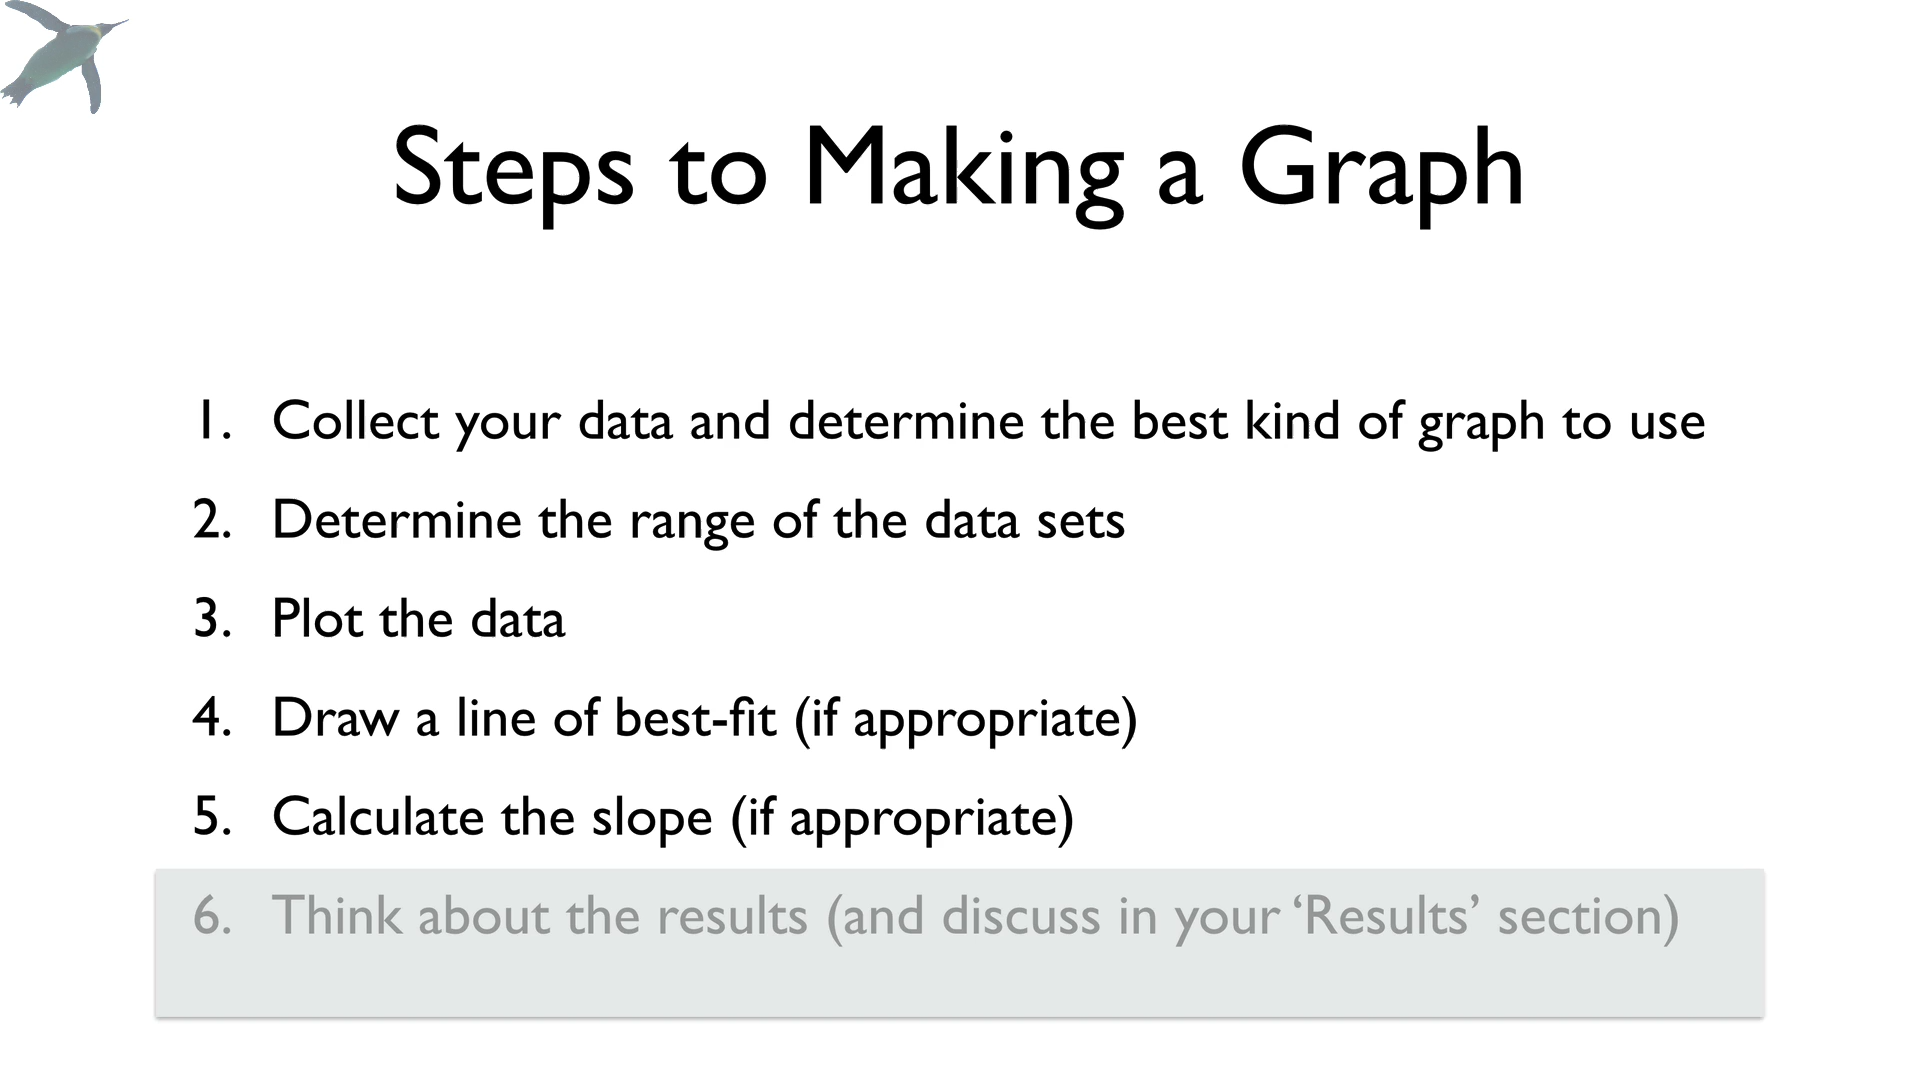 Steps to Making a Graph
1. Collect your data and determine the best kind of graph to use
2. Determine the range of the data sets
3. Plot the data
4. Draw a line of best-fit (if appropriate)
5. Calculate the slope (if appropriate)
6. Think about the results (and discuss in your ‘Results’ section)